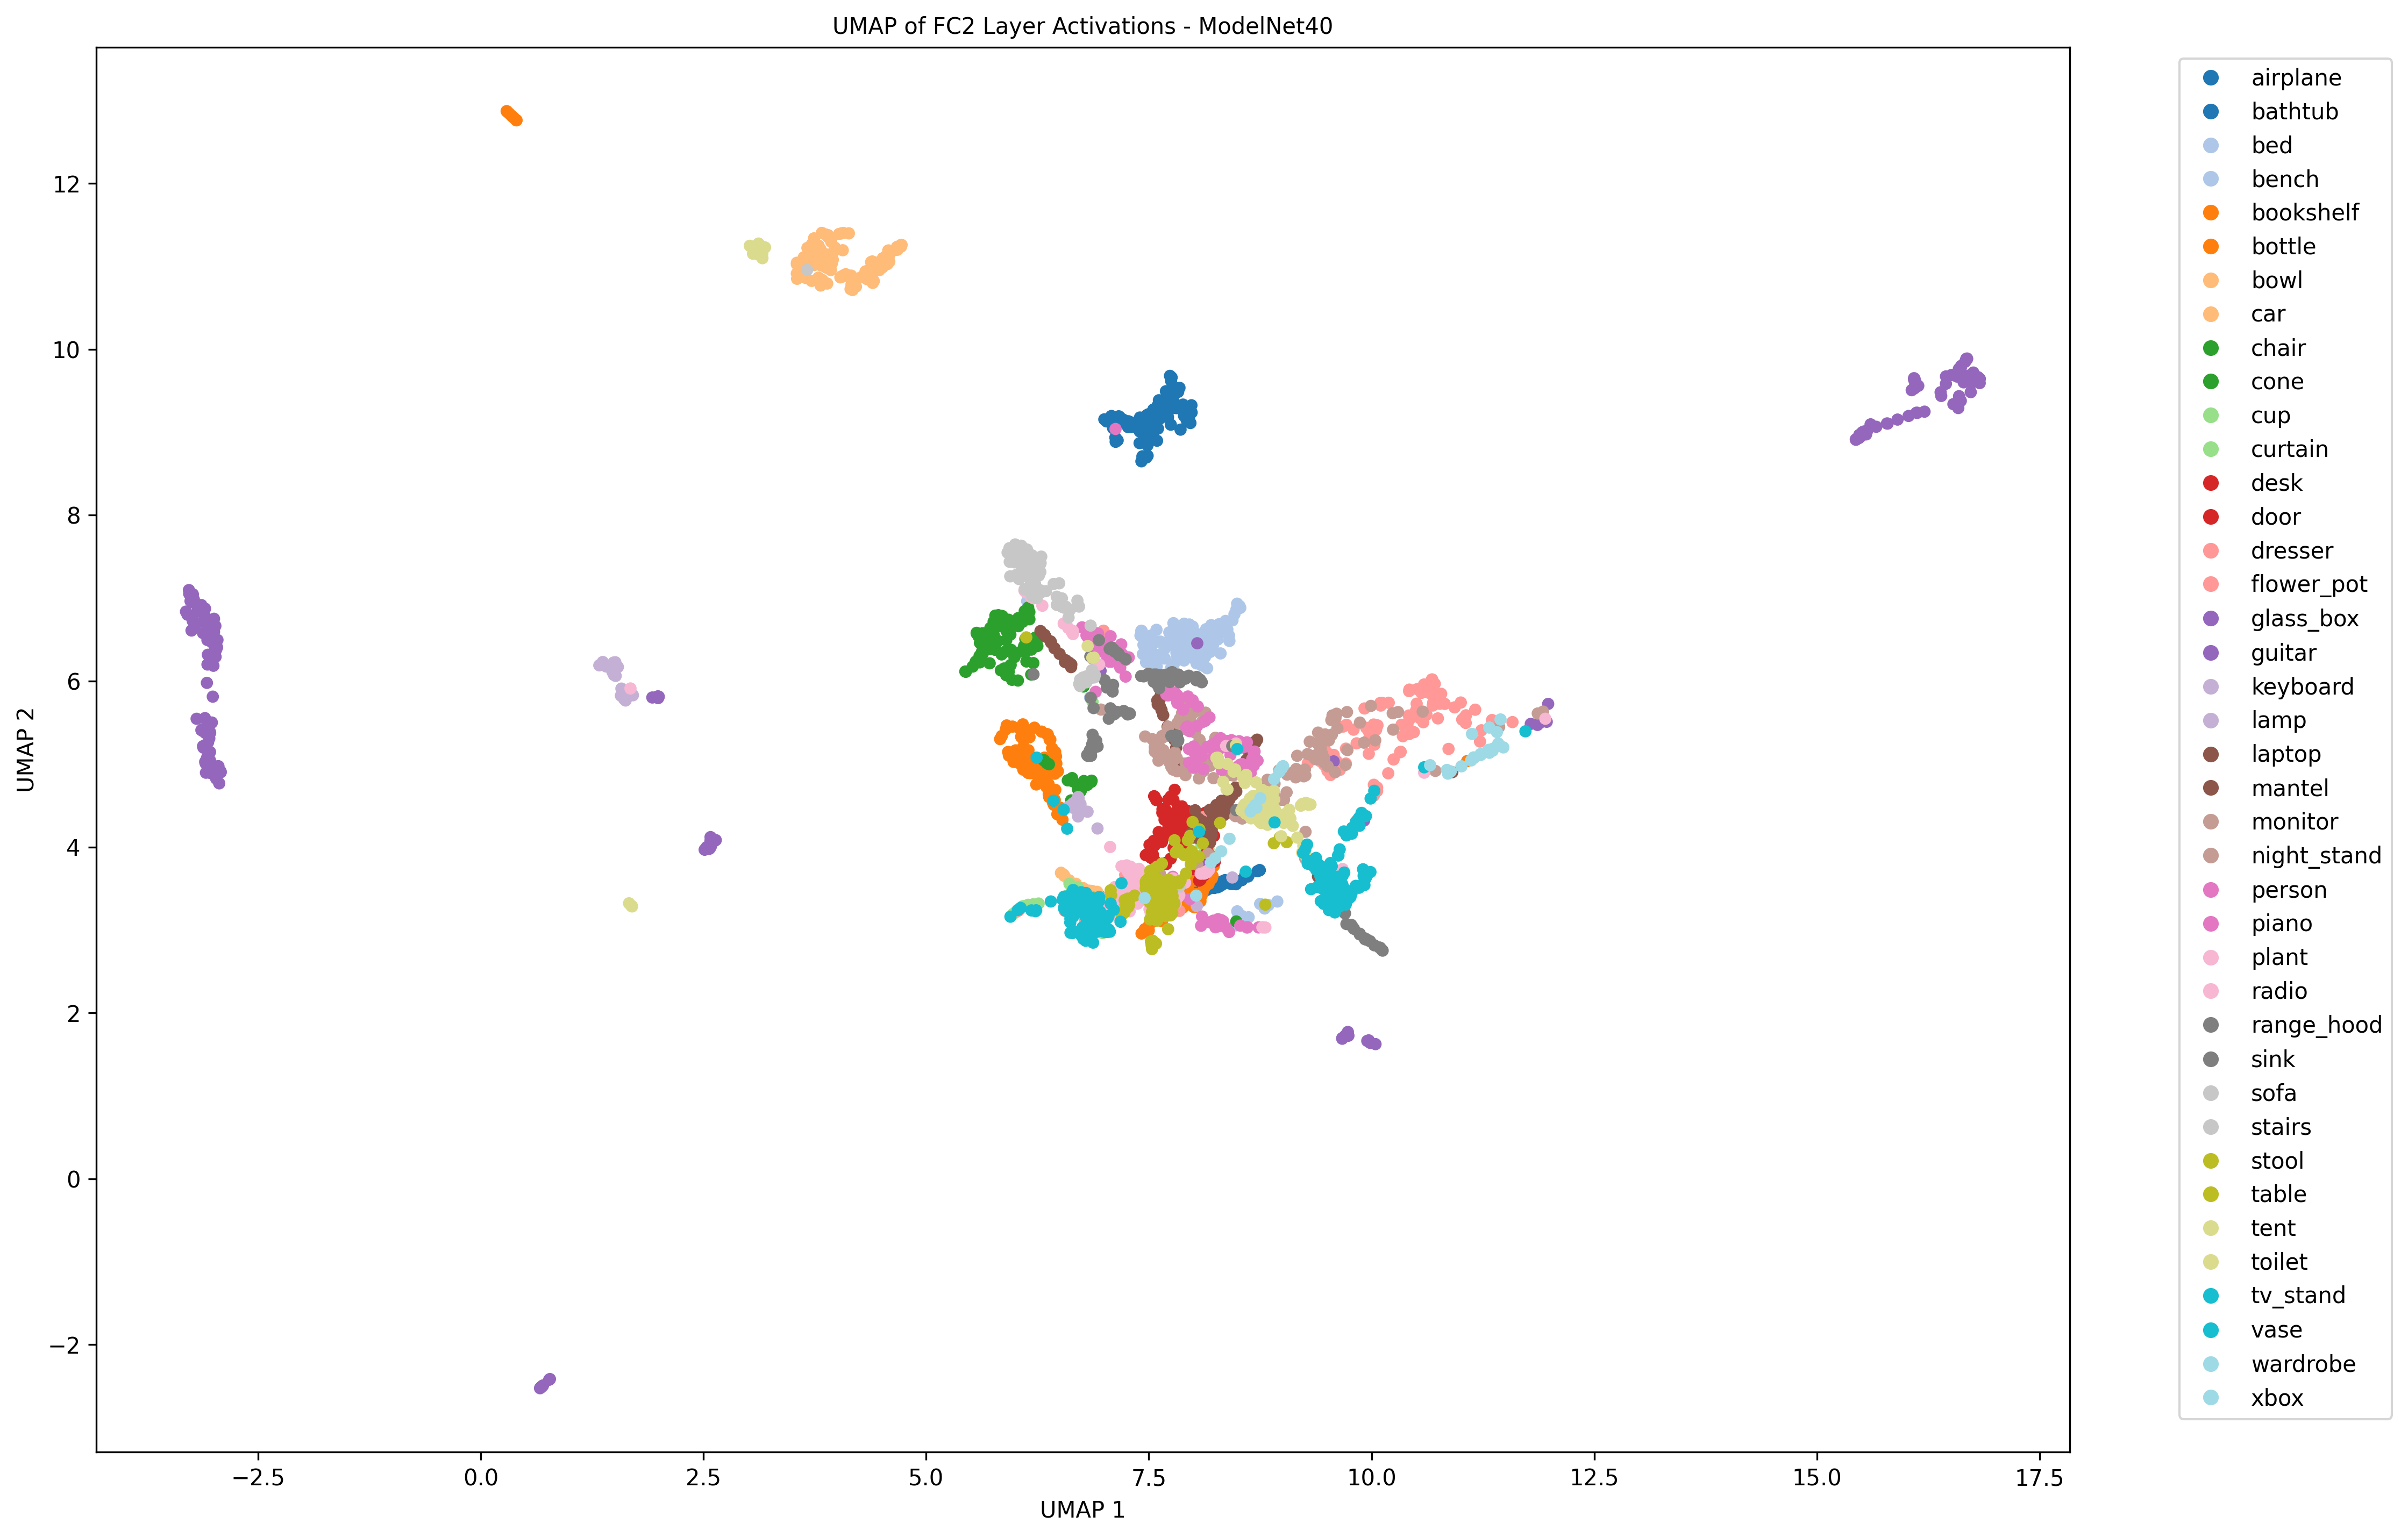 UMAP of FC2 Layer Activations - ModelNet40
12
10
8
6
4
2
0
−2
UMAP 2
−2.5
0.0
2.5
5.0
7.5
10.0
12.5
15.0
17.5
UMAP 1
airplane
bathtub
bed
bench
bookshelf
bottle
bowl
car
chair
cone
cup
curtain
desk
door
dresser
flower_pot
glass_box
guitar
keyboard
lamp
laptop
mantel
monitor
night_stand
person
piano
plant
radio
range_hood
sink
sofa
stairs
stool
table
tent
toilet
tv_stand
vase
wardrobe
xbox